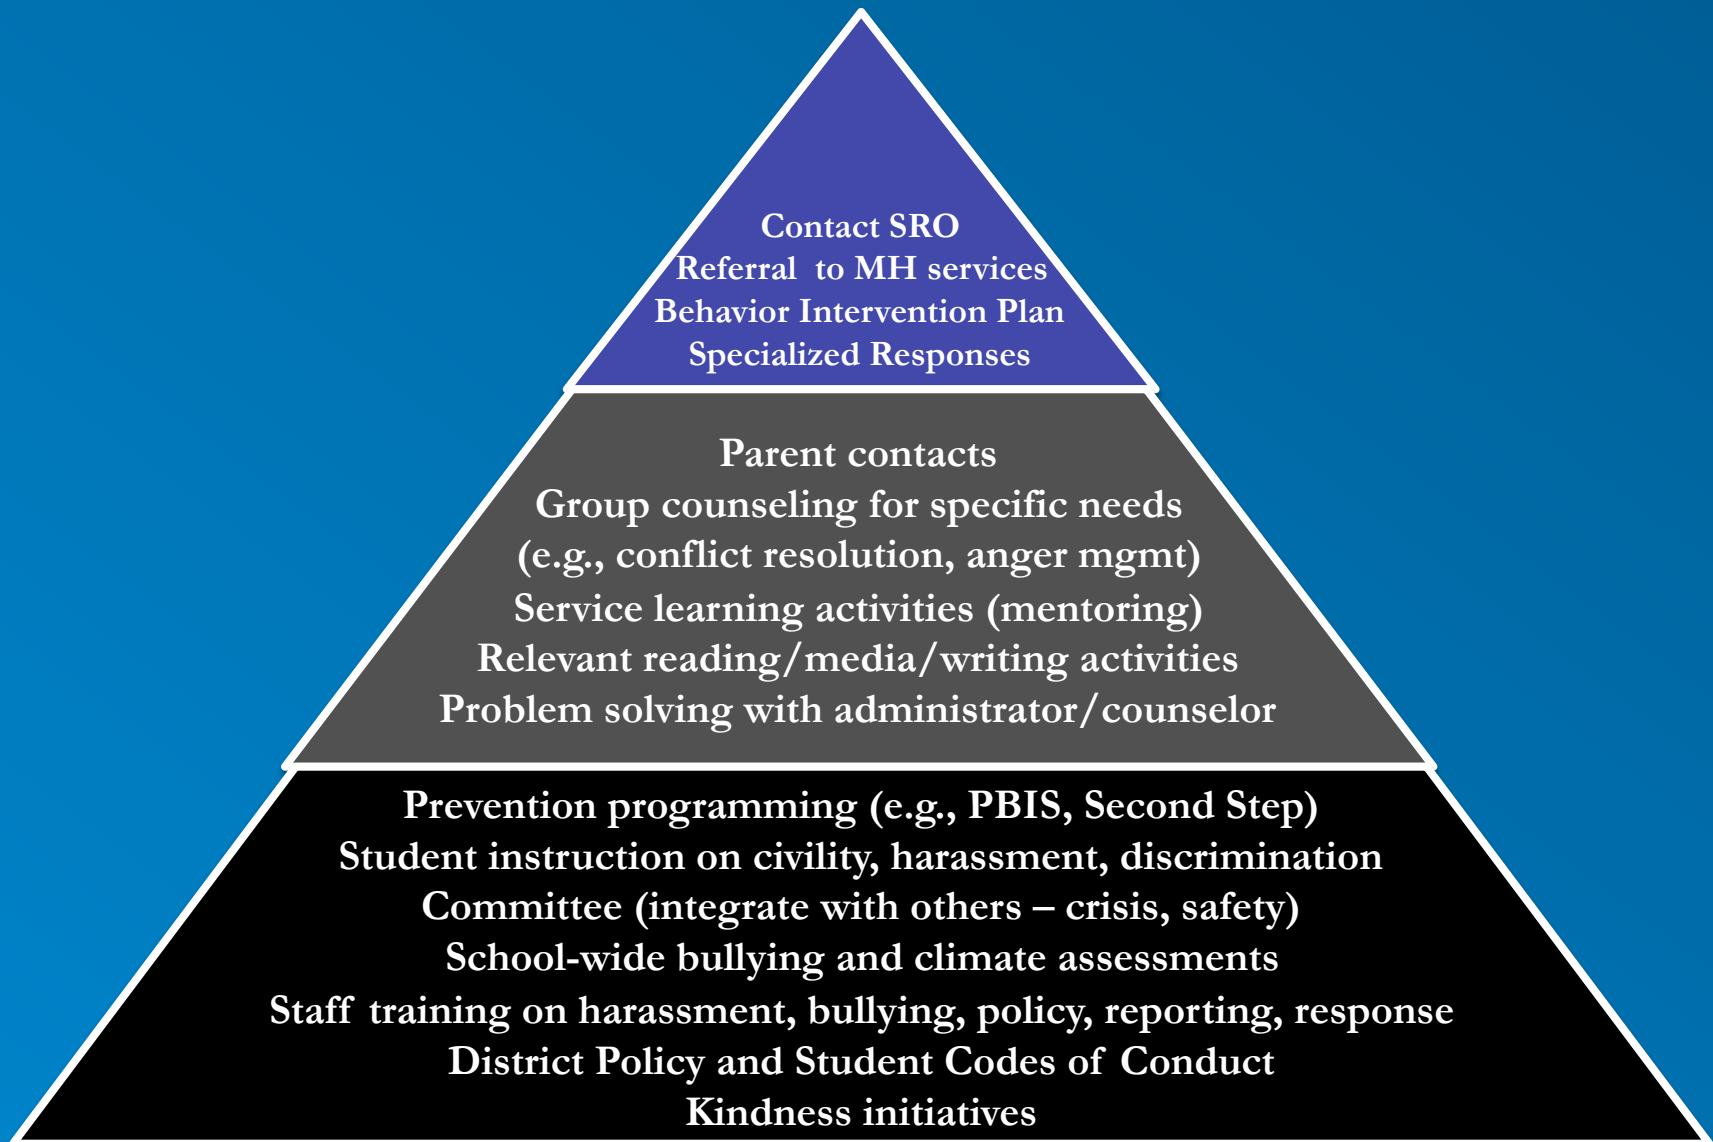 Contact SRO
Referral to MH services
Behavior Intervention Plan
Specialized Responses
Parent contacts
Group counseling for specific needs
(e.g., conflict resolution, anger mgmt)
Service learning activities (mentoring)
Relevant reading/media/writing activities
Problem solving with administrator/counselor
Prevention programming (e.g., PBIS, Second Step)
Student instruction on civility, harassment, discrimination
Committee (integrate with others – crisis, safety)
School-wide bullying and climate assessments
Staff training on harassment, bullying, policy, reporting, response
District Policy and Student Codes of Conduct
Kindness initiatives